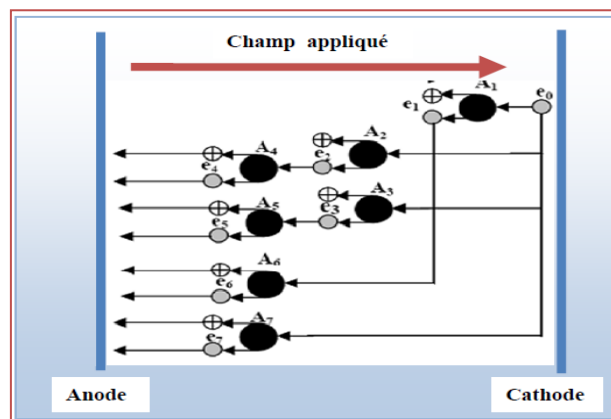 Champ appliqué
A₁ e₀
e₁
A₂
A₄ e₂
e₄
A₃
A₅ e₃
e₅
A₆
e₆
A₇
e₇
Anode Cathode